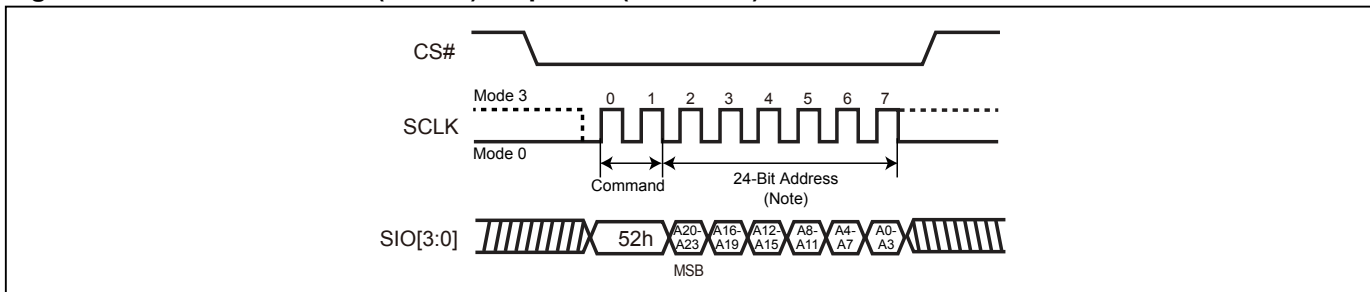 CS#
Mode 3
0 1 2 3 4 5 6 7
SCLK
Mode 0
Command
24-Bit Address
(Note)
SIO[3:0]
52h
A20-
A23
A16-
A19
A12-
A15
A8-
A11
A4-
A7
A0-
A3
MSB